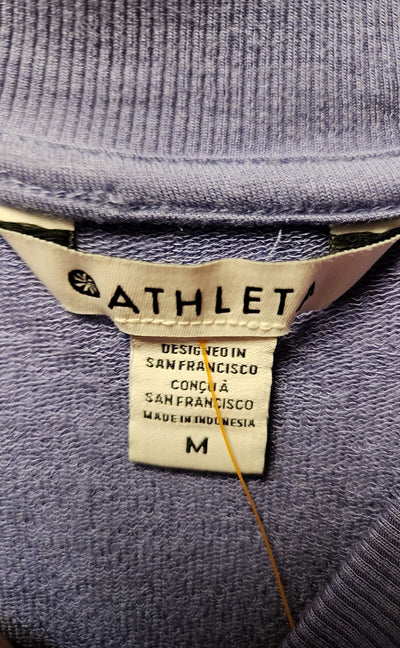 ATHLETA
DESIGNED IN
SAN FRANCISCO
CONÇU À
SAN FRANCISCO
MADE IN INDONESIA
M